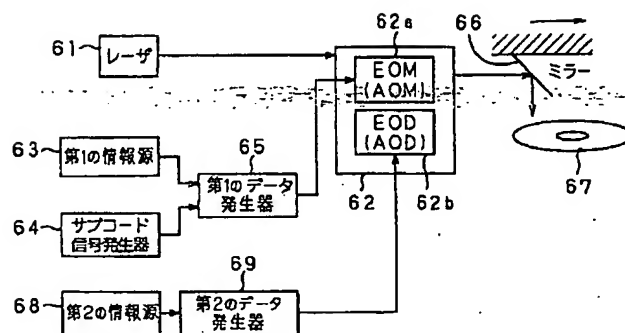 61
レーザ
62a
EOM
(AOM)
EOD
(AOD)
62
62b
66
ミラー
67
63
第1の情報源
64
サブコード
信号発生器
65
第1のデータ
発生器
68
第2の情報源
69
第2のデータ
発生器